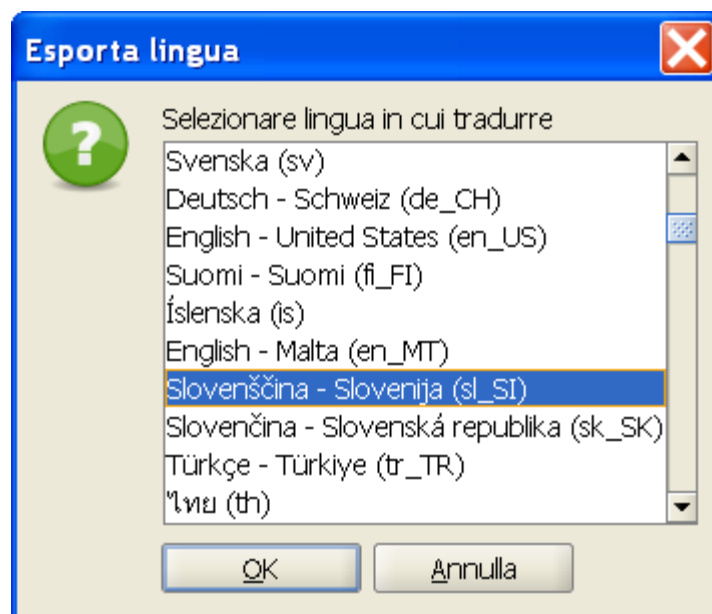 Esporta lingua
Selezionare lingua in cui tradurre
Svenska (sv)
Deutsch - Schweiz (de_CH)
English - United States (en_US)
Suomi - Suomi (fi_FI)
Íslenska (is)
English - Malta (en_MT)
Slovenščina - Slovenija (sl_SI)
Slovenčina - Slovenská republika (sk_SK)
Türkçe - Türkiye (tr_TR)
ไทย (th)
OK
Annulla